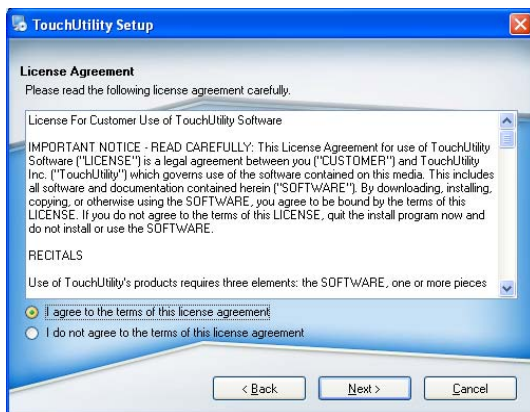 TouchUtility Setup
License Agreement
Please read the following license agreement carefully.
License For Customer Use of TouchUtility Software
IMPORTANT NOTICE - READ CAREFULLY: This License Agreement for use of TouchUtility
Software ("LICENSE") is a legal agreement between you ("CUSTOMER") and TouchUtility
Inc. ("TouchUtility") which governs use of the software contained on this media. This includes
all software and documentation contained herein ("SOFTWARE"). By downloading, installing,
copying, or otherwise using the SOFTWARE, you agree to be bound by the terms of this
LICENSE. If you do not agree to the terms of this LICENSE, quit the install program now and
do not install or use the SOFTWARE.
RECITALS
Use of TouchUtility's products requires three elements: the SOFTWARE, one or more pieces
I agree to the terms of this license agreement
I do not agree to the terms of this license agreement
< Back Next > Cancel